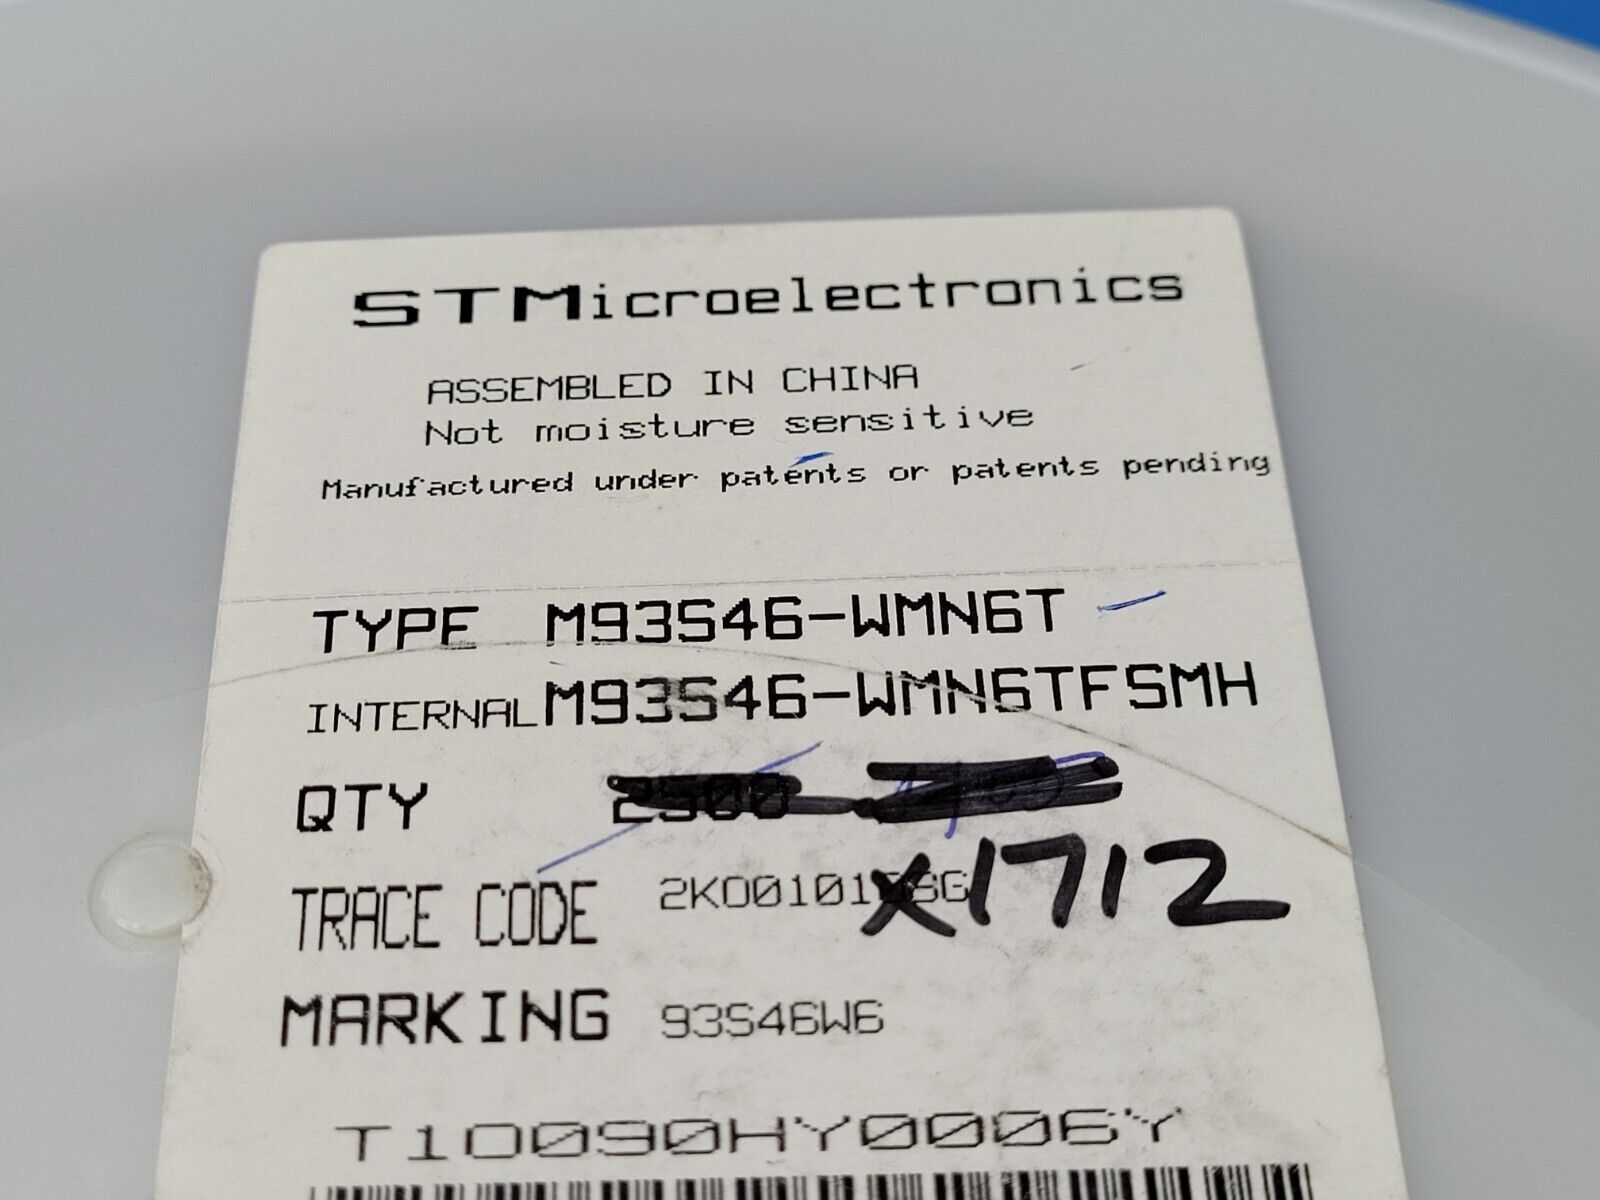 STMicroelectronics
ASSEMBLED IN CHINA
Not moisture sensitive
Manufactured under patents or patents pending
TYPE M93S46-WMN6T
INTERNAL M93S46-WMN6TFSMH
QTY 2500
x1712
TRACE CODE
MARKING 93S46W6
T10090HY0006Y